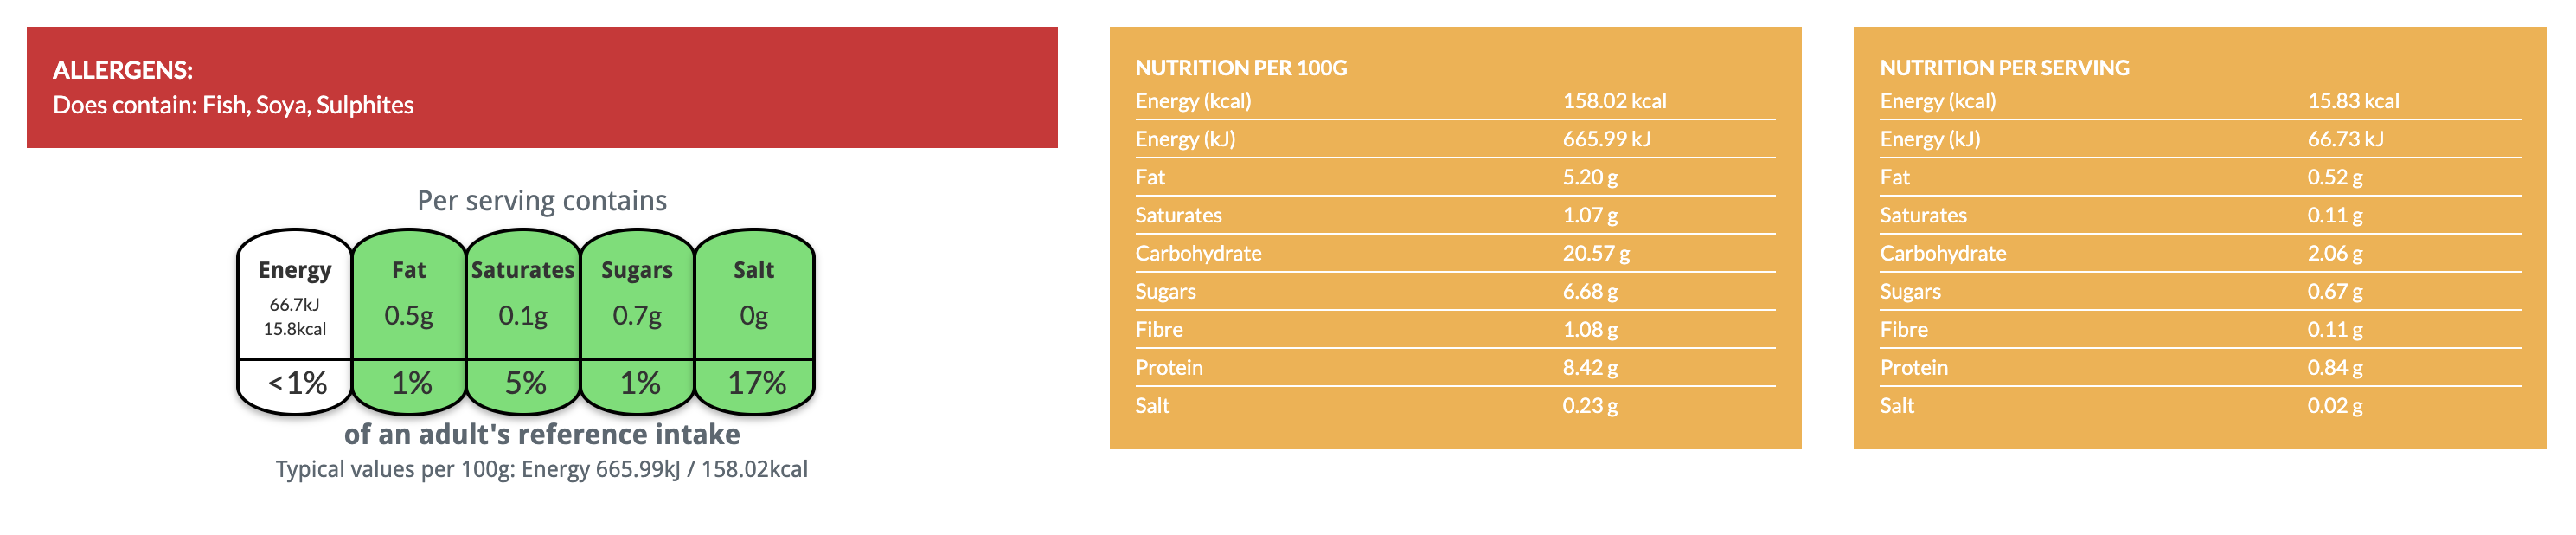 ALLERGENS:
Does contain: Fish, Soya, Sulphites
Per serving contains
Energy Fat Saturates Sugars Salt
66.7kJ
15.8kcal
0.5g 0.1g 0.7g 0g
<1% 1% 5% 1% 17%
of an adult's reference intake
Typical values per 100g: Energy 665.99kJ / 158.02kcal
NUTRITION PER 100G
Energy (kcal) 158.02 kcal
Energy (kJ) 665.99 kJ
Fat 5.20 g
Saturates 1.07 g
Carbohydrate 20.57 g
Sugars 6.68 g
Fibre 1.08 g
Protein 8.42 g
Salt 0.23 g
NUTRITION PER SERVING
Energy (kcal) 15.83 kcal
Energy (kJ) 66.73 kJ
Fat 0.52 g
Saturates 0.11 g
Carbohydrate 2.06 g
Sugars 0.67 g
Fibre 0.11 g
Protein 0.84 g
Salt 0.02 g